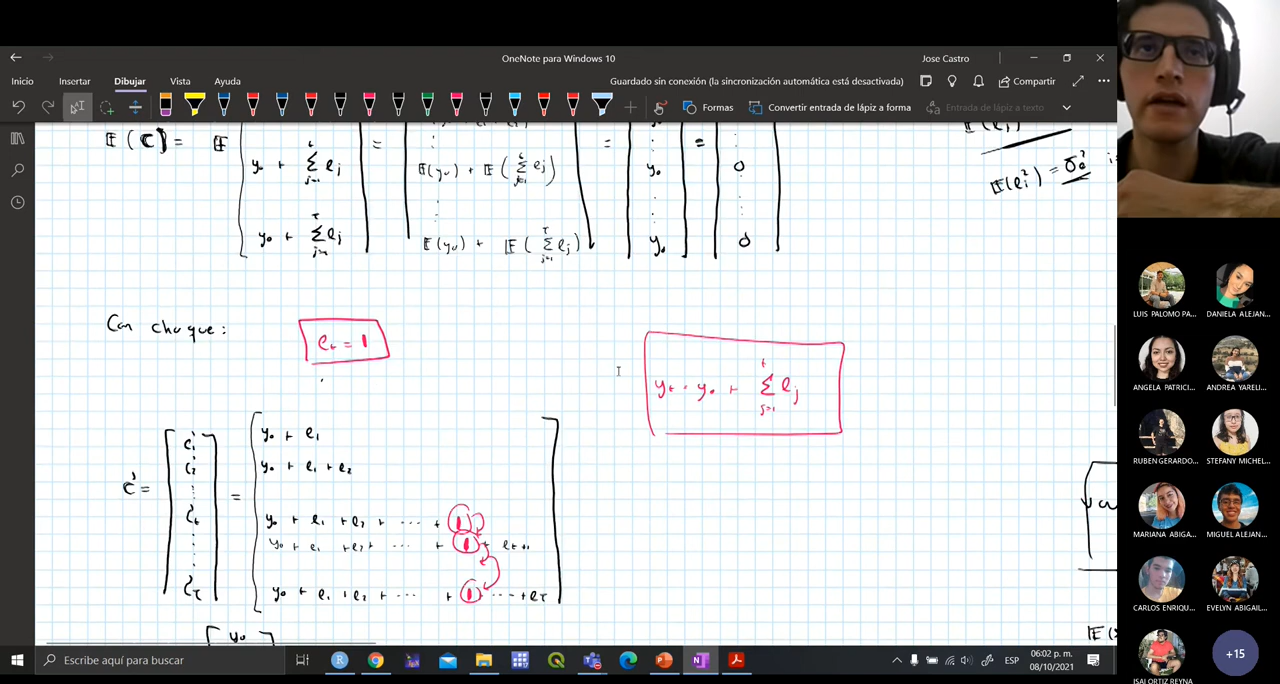 OneNote para Windows 10
Jose Castro
Inicio Insertar Dibujar Vista Ayuda
Guardado sin conexión (la sincronización automática está desactivada)
Compartir
Formas
Convertir entrada de lápiz a forma
Entrada de lápiz a texto
𝔼(C) = 𝔼
y₀ + Σ eⱼ = 𝔼(y₀) + 𝔼(Σ eⱼ) = y₀ = 0
y₀ + Σ eⱼ 𝔼(y₀) + 𝔼(Σ eⱼ) y₀ 0
𝔼(eᵢ²) = σₑ²
Con choque:
eₜ = 1
yₜ = y₀ + Σ eⱼ
y₀ + e₁
y₀ + e₁ + e₂
y₀ + e₁ + e₂ + ... + 1
y₀ + e₁ + e₂ + ... + 1 + eₜ₊₁
y₀ + e₁ + e₂ + ... + 1 + ... + e_T
LUIS PALOMO PA...
DANIELA ALEJAN...
ANGELA PATRICI...
ANDREA YARELI...
RUBEN GERARDO...
STEFANY MICHEL...
MARIANA ABIGA...
MIGUEL ALEJAN...
CARLOS ENRIQU...
EVELYN ABIGAIL...
ISAI ORTIZ REYNA
+15
Escribe aquí para buscar
ESP
06:02 p. m.
08/10/2021